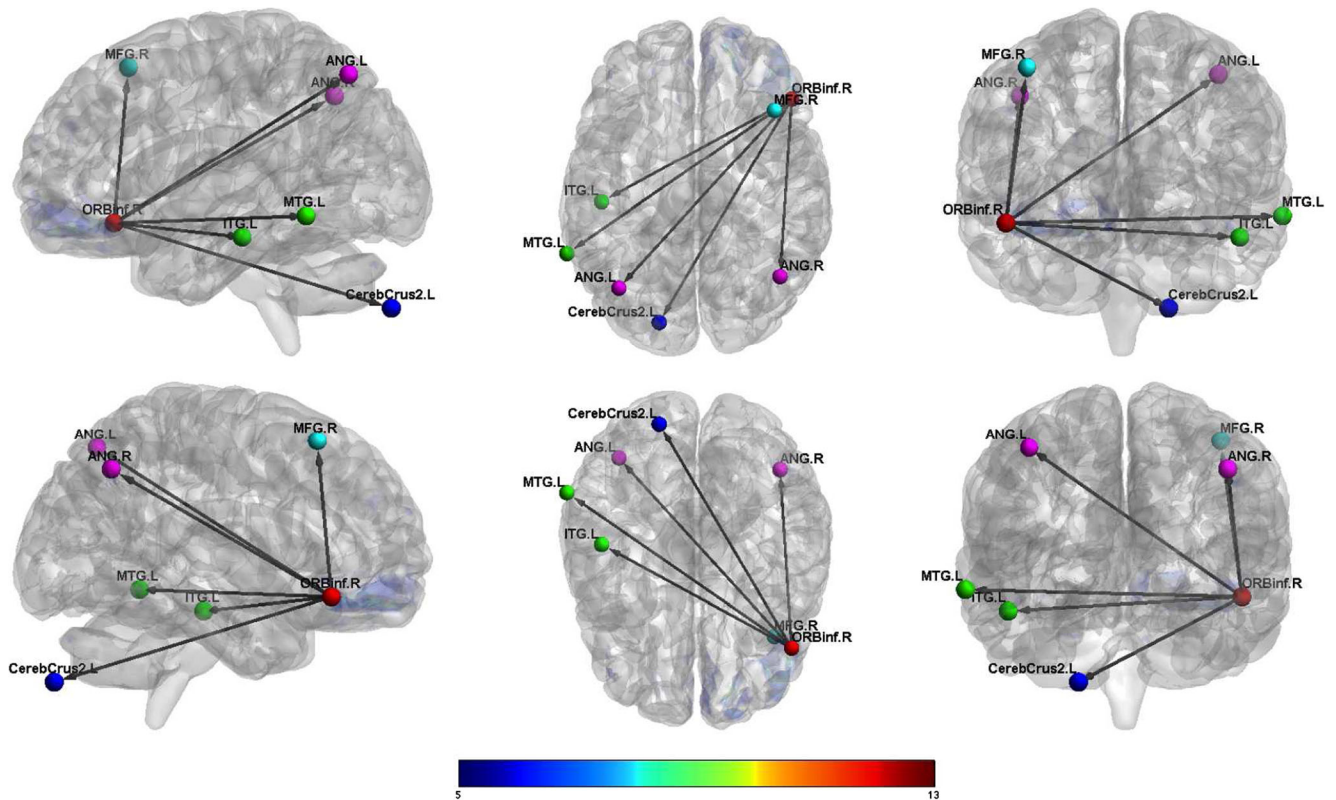 MFG.R
ANG.L
ANG.R
ORBinf.R
MTG.L
ITG.L
CerebCrus2.L
ORBinf.R
MFG.R
ITG.L
MTG.L
ANG.L
ANG.R
CerebCrus2.L
MFG.R
ANG.L
ANG.R
ORBinf.R
MTG.L
ITG.L
CerebCrus2.L
ANG.L
MFG.R
ANG.R
MTG.L
ITG.L
ORBinf.R
CerebCrus2.L
CerebCrus2.L
ANG.L
ANG.R
MTG.L
ITG.L
MFG.R
ORBinf.R
ANG.L
MFG.R
ANG.R
MTG.L
ITG.L
ORBinf.R
CerebCrus2.L
5
13